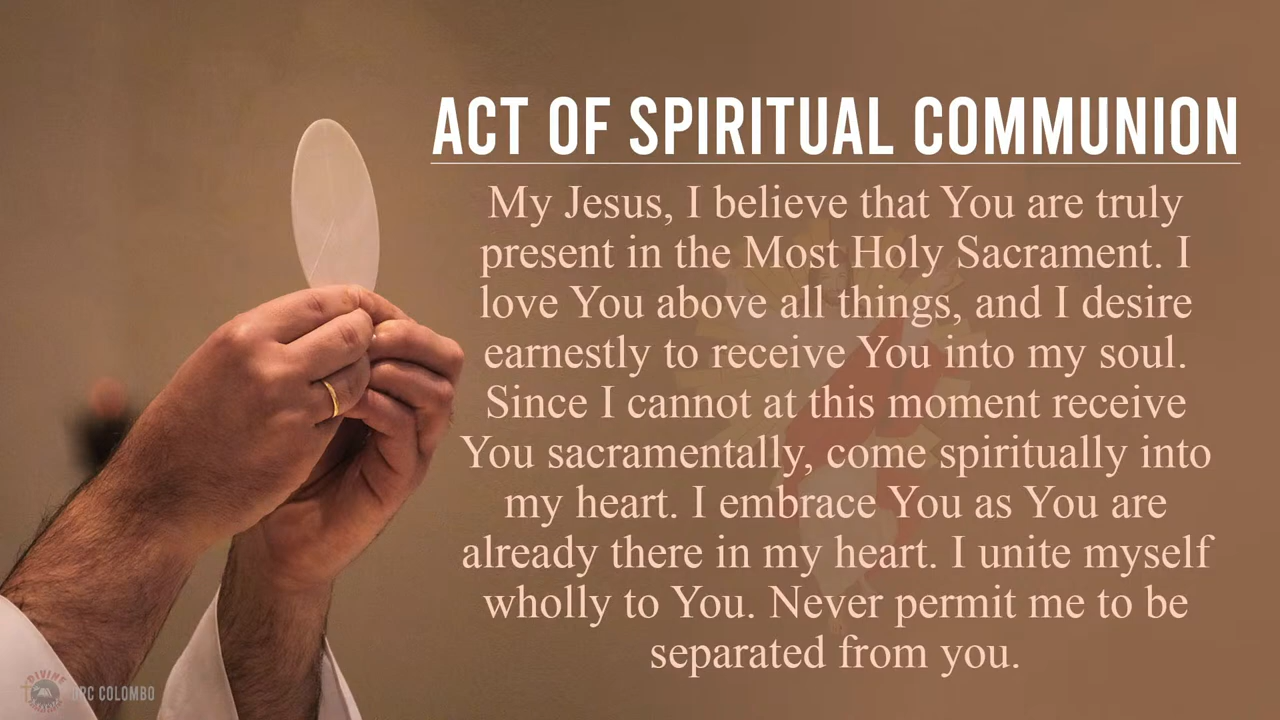 ACT OF SPIRITUAL COMMUNION
My Jesus, I believe that You are truly
present in the Most Holy Sacrament. I
love You above all things, and I desire
earnestly to receive You into my soul.
Since I cannot at this moment receive
You sacramentally, come spiritually into
my heart. I embrace You as You are
already there in my heart. I unite myself
wholly to You. Never permit me to be
separated from you.
DIVINE
COLOMBO